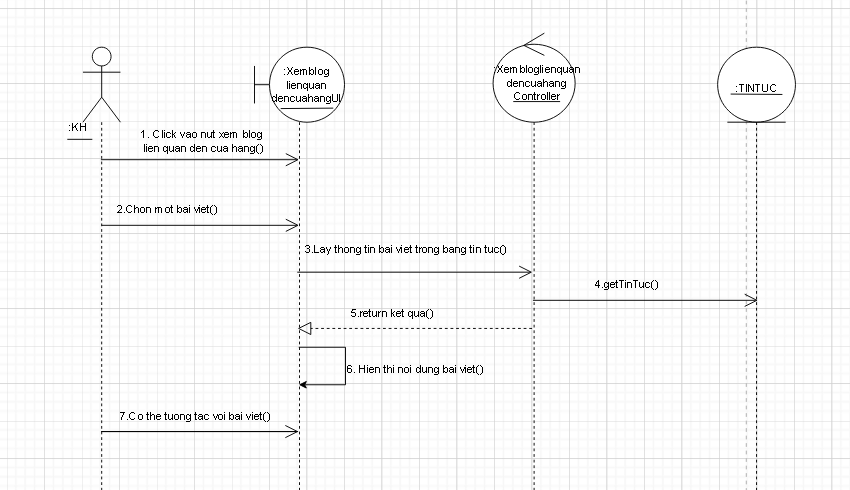 :Xemblog
lienquan
dencuahangUI
:Xembloglienquan
dencuahang
Controller
:TINTUC
:KH
1. Click vao nut xem blog
lien quan den cua hang()
2.Chon mot bai viet()
3.Lay thong tin bai viet trong bang tin tuc()
4.getTinTuc()
5.return ket qua()
6. Hien thi noi dung bai viet()
7.Co the tuong tac voi bai viet()